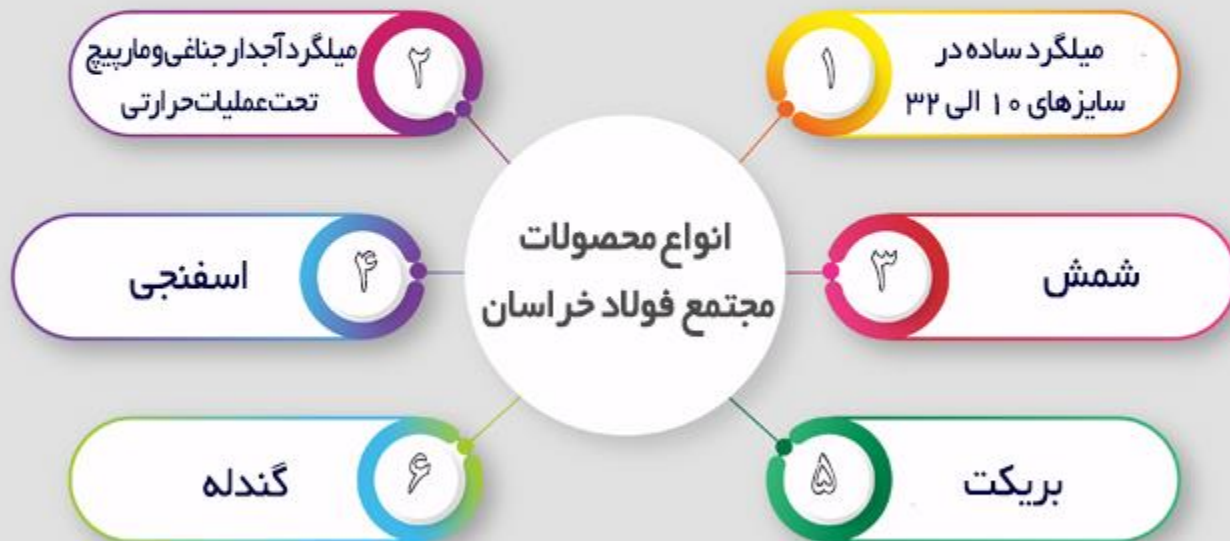 انواع محصولات
مجتمع فولاد خراسان
۱
میلگرد ساده در
سایزهای ۱۰ الی ۳۲
۲
میلگرد آجدار جناغی و مارپیچ
تحت عملیات حرارتی
۳
شمش
۴
اسفنجی
۵
بریکت
۶
گندله